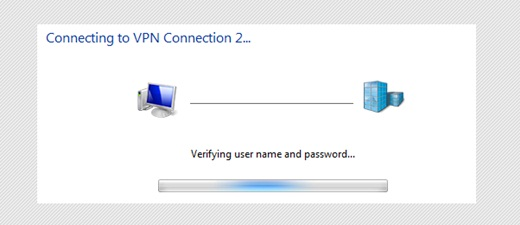 Connecting to VPN Connection 2...
Verifying user name and password...